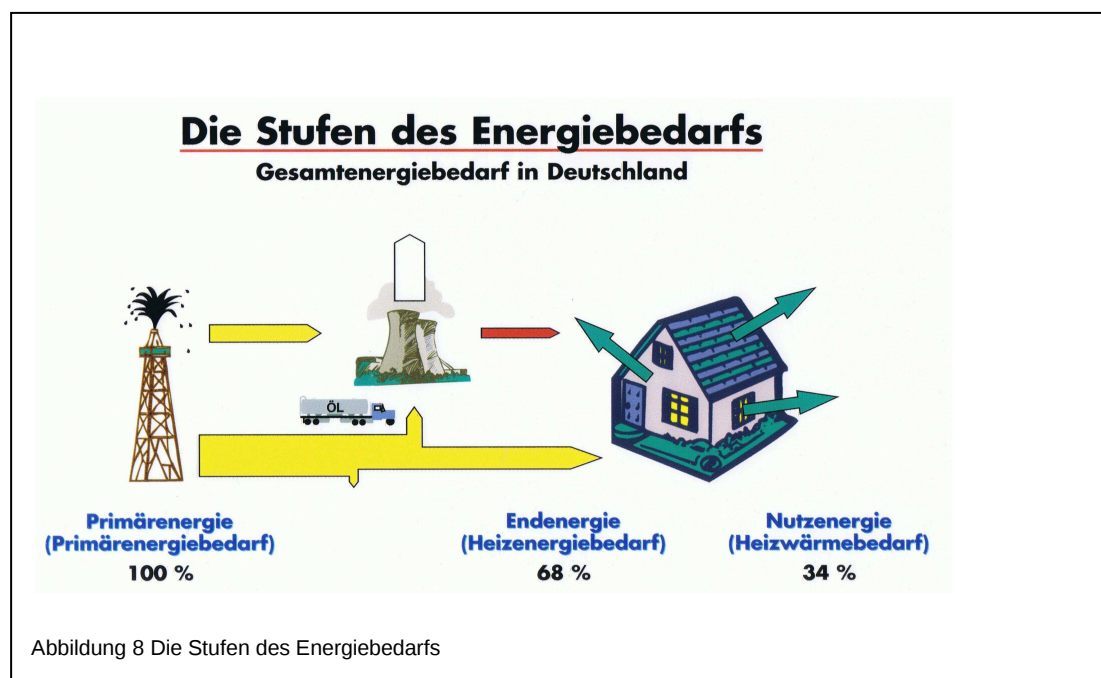 Die Stufen des Energiebedarfs
Gesamtenergiebedarf in Deutschland
ÖL
Primärenergie
(Primärenergiebedarf)
100 %
Endenergie
(Heizenergiebedarf)
68 %
Nutzenergie
(Heizwärmebedarf)
34 %
Abbildung 8 Die Stufen des Energiebedarfs